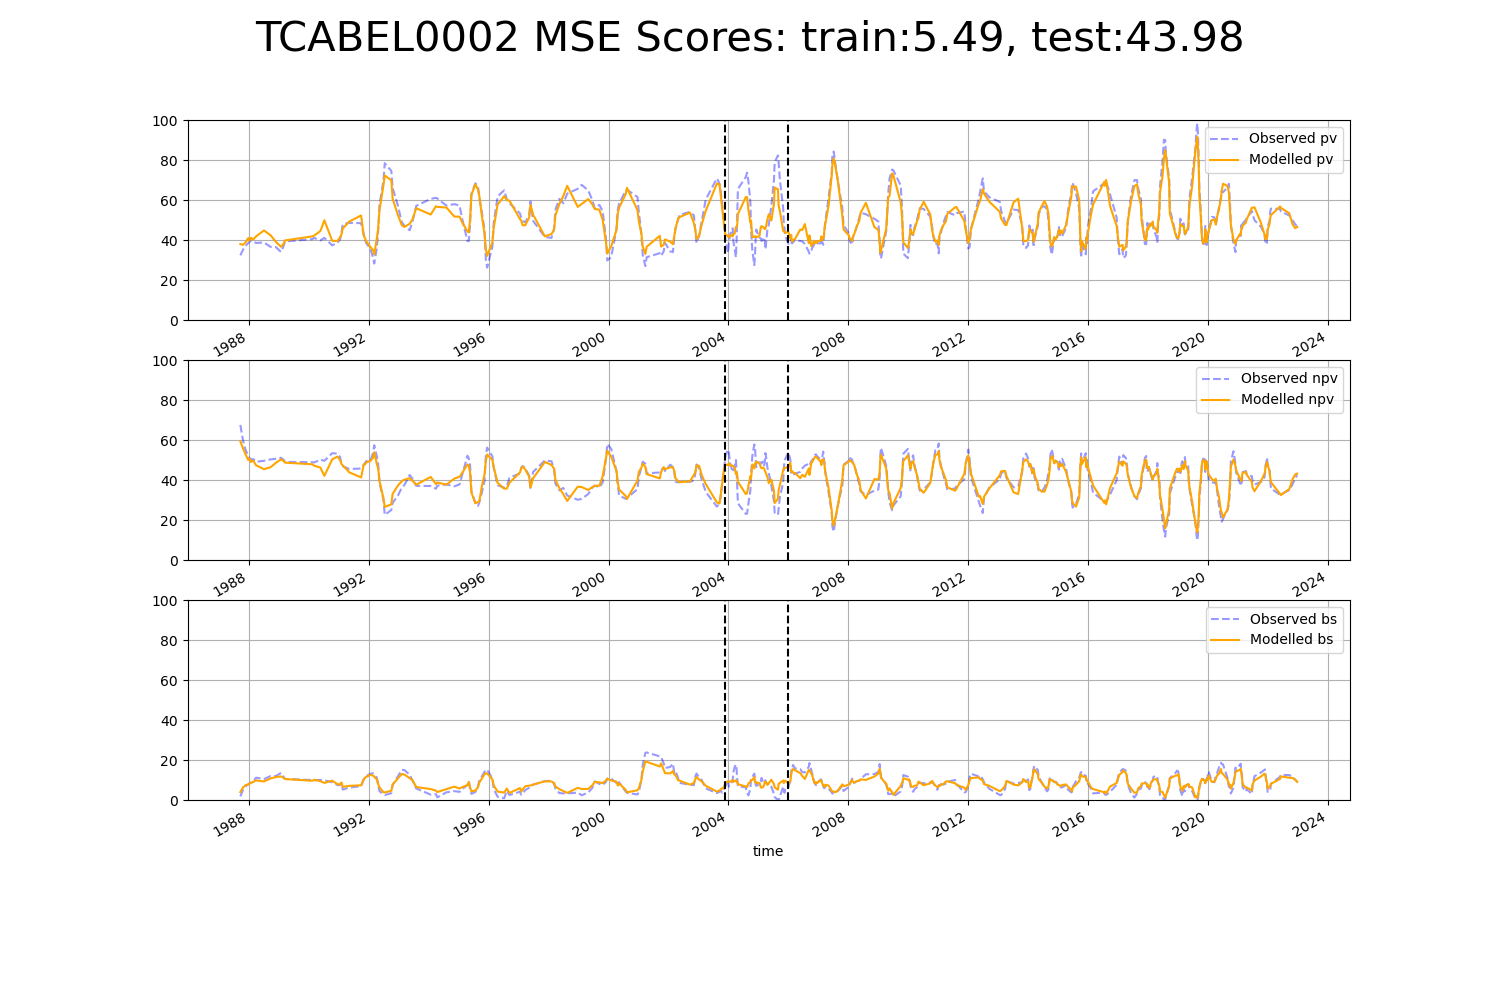 TCABEL0002 MSE Scores: train:5.49, test:43.98
100
80
60
40
20
0
Observed pv
Modelled pv
1988 1992 1996 2000 2004 2008 2012 2016 2020 2024
100
80
60
40
20
0
Observed npv
Modelled npv
1988 1992 1996 2000 2004 2008 2012 2016 2020 2024
100
80
60
40
20
0
Observed bs
Modelled bs
1988 1992 1996 2000 2004 2008 2012 2016 2020 2024
time